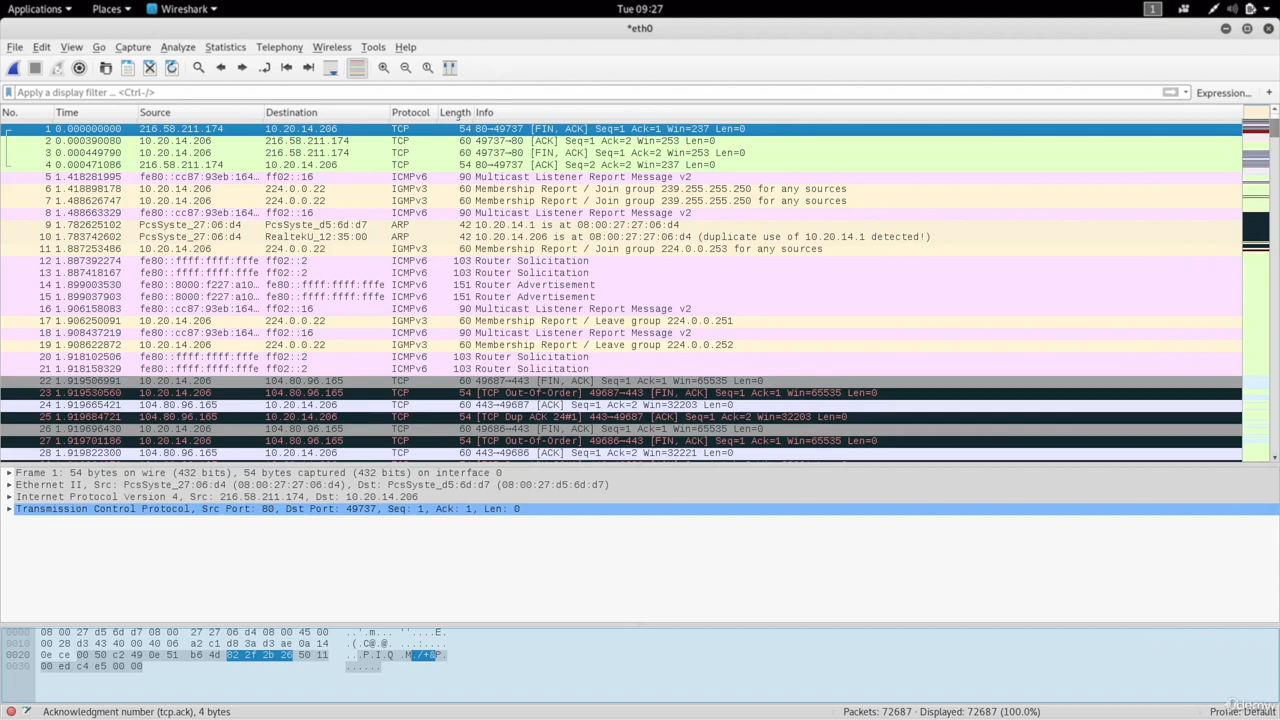 Applications Places Wireshark Tue 09:27 1
*eth0
File Edit View Go Capture Analyze Statistics Telephony Wireless Tools Help
Apply a display filter ... <Ctrl-/> Expression... +
No. Time Source Destination Protocol Length Info
1 0.000000000 216.58.211.174 10.20.14.206 TCP 54 80→49737 [FIN, ACK] Seq=1 Ack=1 Win=237 Len=0
2 0.000390080 10.20.14.206 216.58.211.174 TCP 60 49737→80 [ACK] Seq=1 Ack=2 Win=253 Len=0
3 0.000449790 10.20.14.206 216.58.211.174 TCP 60 49737→80 [FIN, ACK] Seq=1 Ack=2 Win=253 Len=0
4 0.000471086 216.58.211.174 10.20.14.206 TCP 54 80→49737 [ACK] Seq=2 Ack=2 Win=237 Len=0
5 1.418281995 fe80::cc87:93eb:164… ff02::16 ICMPv6 90 Multicast Listener Report Message v2
6 1.418898178 10.20.14.206 224.0.0.22 IGMPv3 60 Membership Report / Join group 239.255.255.250 for any sources
7 1.488626747 10.20.14.206 224.0.0.22 IGMPv3 60 Membership Report / Join group 239.255.255.250 for any sources
8 1.488663329 fe80::cc87:93eb:164… ff02::16 ICMPv6 90 Multicast Listener Report Message v2
9 1.782625102 PcsSyste_27:06:d4 PcsSyste_d5:6d:d7 ARP 42 10.20.14.1 is at 08:00:27:27:06:d4
10 1.783742602 PcsSyste_27:06:d4 RealtekU_12:35:00 ARP 42 10.20.14.206 is at 08:00:27:27:06:d4 (duplicate use of 10.20.14.1 detected!)
11 1.887253486 10.20.14.206 224.0.0.22 IGMPv3 60 Membership Report / Join group 224.0.0.253 for any sources
12 1.887392274 fe80::ffff:ffff:fffe ff02::2 ICMPv6 103 Router Solicitation
13 1.887418167 fe80::ffff:ffff:fffe ff02::2 ICMPv6 103 Router Solicitation
14 1.899003530 fe80::8000:f227:a10… fe80::ffff:ffff:fffe ICMPv6 151 Router Advertisement
15 1.899037903 fe80::8000:f227:a10… fe80::ffff:ffff:fffe ICMPv6 151 Router Advertisement
16 1.906158083 fe80::cc87:93eb:164… ff02::16 ICMPv6 90 Multicast Listener Report Message v2
17 1.906250091 10.20.14.206 224.0.0.22 IGMPv3 60 Membership Report / Leave group 224.0.0.251
18 1.908437219 fe80::cc87:93eb:164… ff02::16 ICMPv6 90 Multicast Listener Report Message v2
19 1.908622872 10.20.14.206 224.0.0.22 IGMPv3 60 Membership Report / Leave group 224.0.0.252
20 1.918102506 fe80::ffff:ffff:fffe ff02::2 ICMPv6 103 Router Solicitation
21 1.918158329 fe80::ffff:ffff:fffe ff02::2 ICMPv6 103 Router Solicitation
22 1.919506991 10.20.14.206 104.80.96.165 TCP 60 49687→443 [FIN, ACK] Seq=1 Ack=1 Win=65535 Len=0
23 1.919530560 10.20.14.206 104.80.96.165 TCP 54 [TCP Out-Of-Order] 49687→443 [FIN, ACK] Seq=1 Ack=1 Win=65535 Len=0
24 1.919665421 104.80.96.165 10.20.14.206 TCP 60 443→49687 [ACK] Seq=1 Ack=2 Win=32203 Len=0
25 1.919684721 104.80.96.165 10.20.14.206 TCP 54 [TCP Dup ACK 24#1] 443→49687 [ACK] Seq=1 Ack=2 Win=32203 Len=0
26 1.919696430 10.20.14.206 104.80.96.165 TCP 60 49686→443 [FIN, ACK] Seq=1 Ack=1 Win=65535 Len=0
27 1.919701186 10.20.14.206 104.80.96.165 TCP 54 [TCP Out-Of-Order] 49686→443 [FIN, ACK] Seq=1 Ack=1 Win=65535 Len=0
28 1.919822300 104.80.96.165 10.20.14.206 TCP 60 443→49686 [ACK] Seq=1 Ack=2 Win=32221 Len=0
Frame 1: 54 bytes on wire (432 bits), 54 bytes captured (432 bits) on interface 0
Ethernet II, Src: PcsSyste_27:06:d4 (08:00:27:27:06:d4), Dst: PcsSyste_d5:6d:d7 (08:00:27:d5:6d:d7)
Internet Protocol Version 4, Src: 216.58.211.174, Dst: 10.20.14.206
Transmission Control Protocol, Src Port: 80, Dst Port: 49737, Seq: 1, Ack: 1, Len: 0
0000 08 00 27 d5 6d d7 08 00 27 27 06 d4 08 00 45 00 ..'.m... ''....E.
0010 00 28 d3 43 40 00 40 06 a2 c1 d8 3a d3 ae 0a 14 .(.C@.@. ...:....
0020 0e ce 00 50 c2 49 0e 51 b6 4d 82 2f 2b 26 50 11 ...P.I.Q .M./+&P.
0030 00 ed c4 e5 00 00 ......
Acknowledgment number (tcp.ack), 4 bytes Packets: 72687 · Displayed: 72687 (100.0%) Profile: Default
Udemy